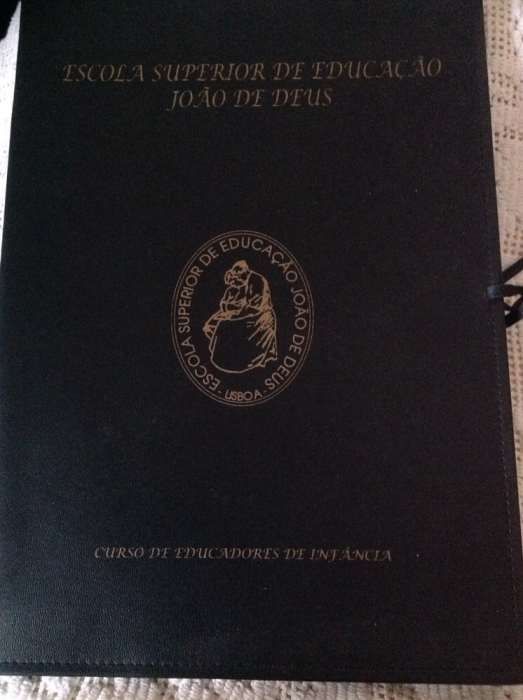 ESCOLA SUPERIOR DE EDUCAÇÃO
JOÃO DE DEUS
ESCOLA SUPERIOR DE EDUCAÇÃO JOÃO DE DEUS
- LISBOA -
CURSO DE EDUCADORES DE INFÂNCIA